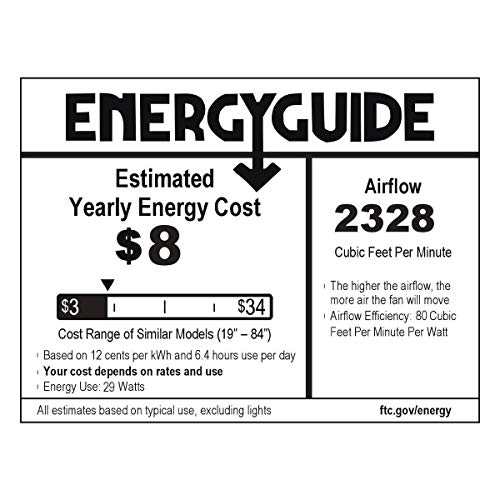 ENERGYGUIDE
Estimated
Yearly Energy Cost
$8
$3 $34
Cost Range of Similar Models (19" – 84")
Based on 12 cents per kWh and 6.4 hours use per day
Your cost depends on rates and use
Energy Use: 29 Watts
Airflow
2328
Cubic Feet Per Minute
The higher the airflow, the
more air the fan will move
Airflow Efficiency: 80 Cubic
Feet Per Minute Per Watt
All estimates based on typical use, excluding lights
ftc.gov/energy